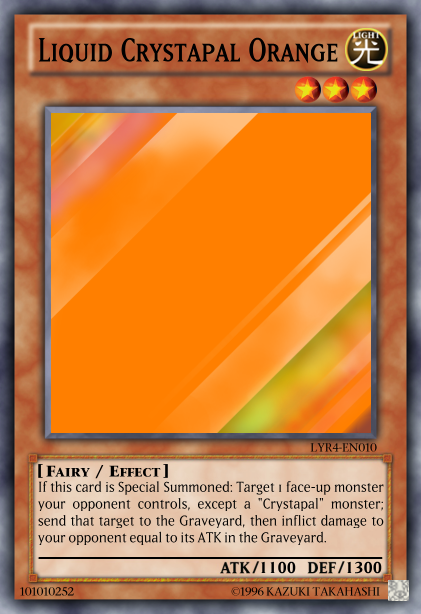 Liquid Crystapal Orange
LIGHT
光
LYR4-EN010
[ Fairy / Effect ]
If this card is Special Summoned: Target 1 face-up monster
your opponent controls, except a "Crystapal" monster;
send that target to the Graveyard, then inflict damage to
your opponent equal to its ATK in the Graveyard.
ATK/1100 DEF/1300
101010252
©1996 KAZUKI TAKAHASHI